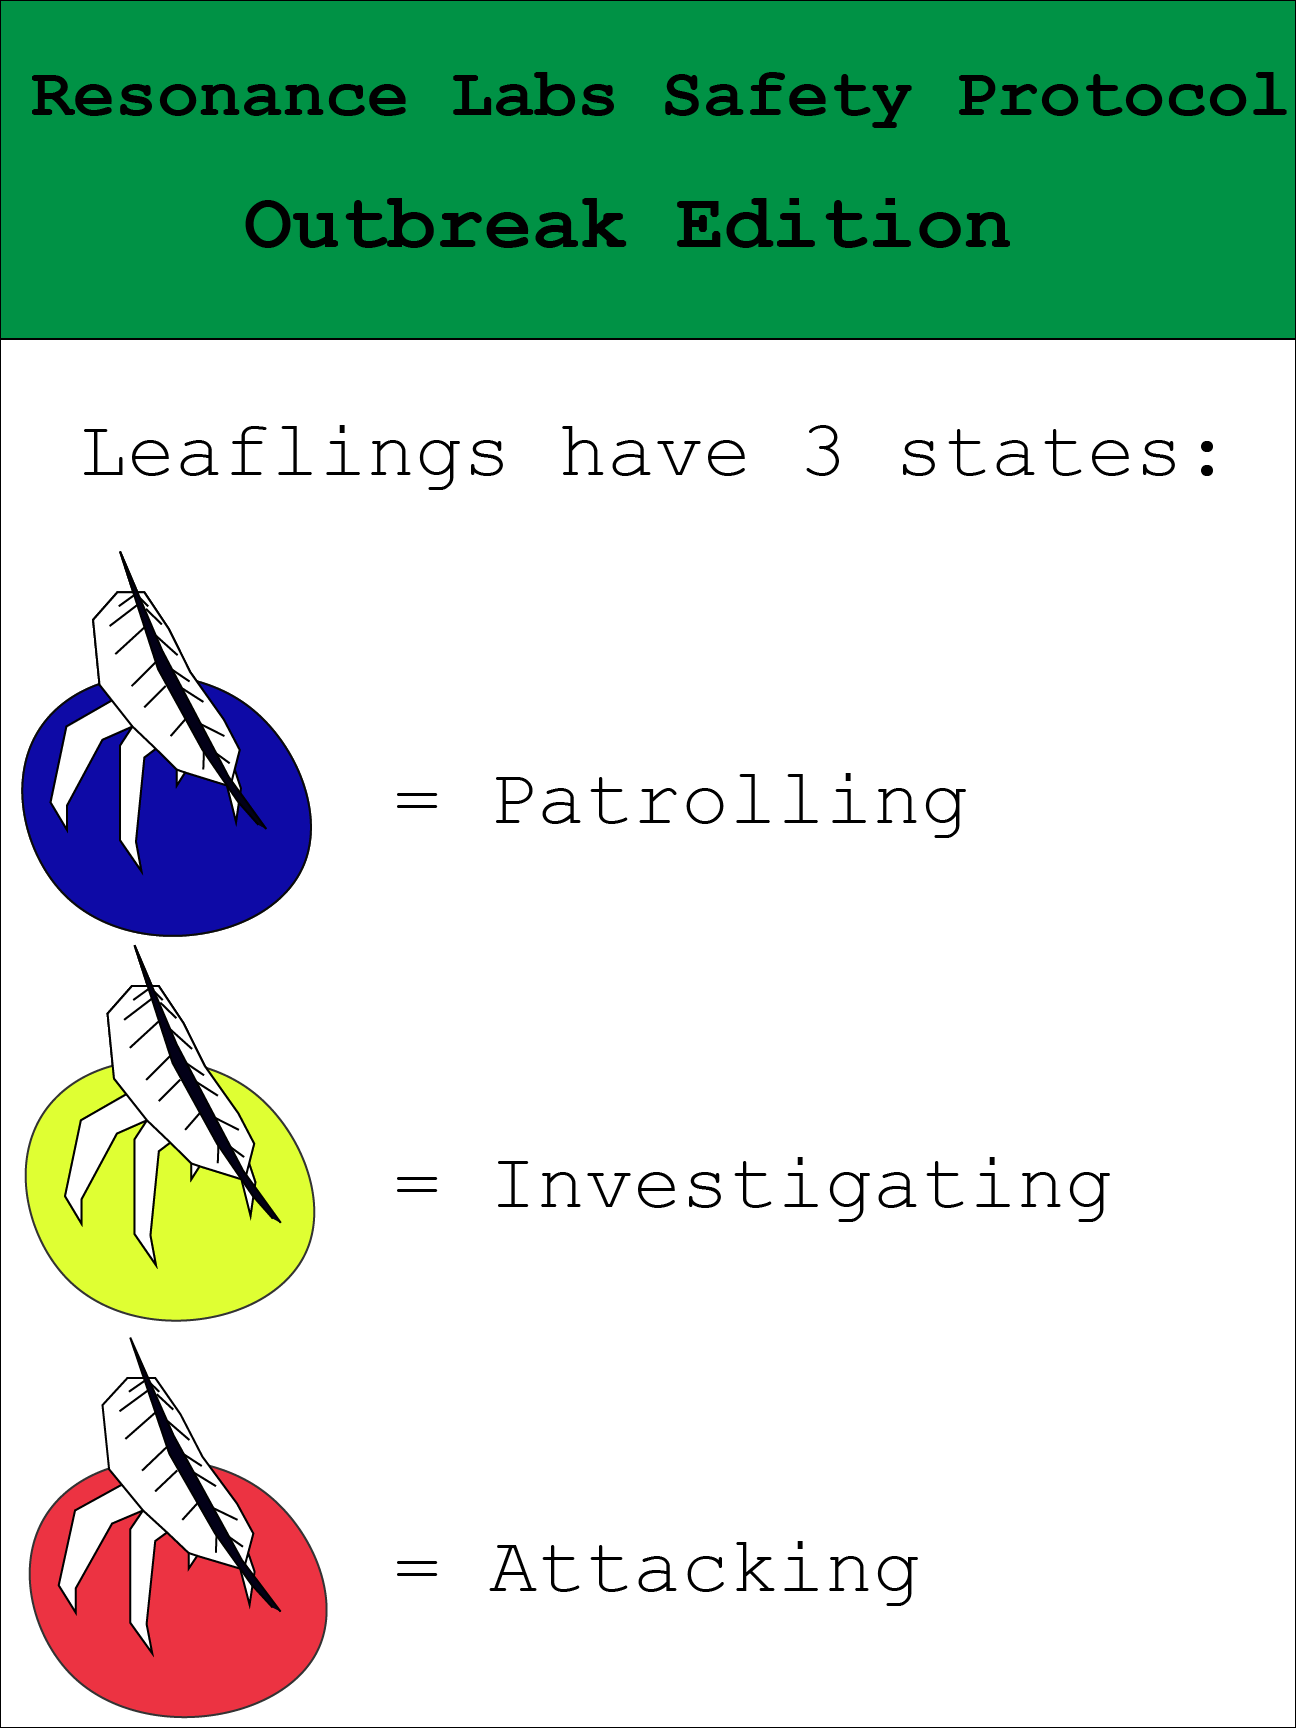 Resonance Labs Safety Protocol
Outbreak Edition
Leaflings have 3 states:
= Patrolling
= Investigating
= Attacking